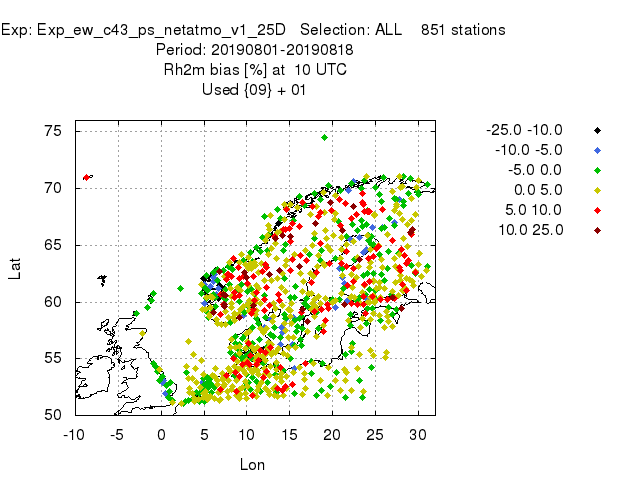 Exp: Exp_ew_c43_ps_netatmo_v1_25D Selection: ALL 851 stations
Period: 20190801-20190818
Rh2m bias [%] at 10 UTC
Used {09} + 01
-25.0 -10.0
-10.0 -5.0
-5.0 0.0
0.0 5.0
5.0 10.0
10.0 25.0
75
70
65
60
55
50
Lat
-10 -5 0 5 10 15 20 25 30
Lon